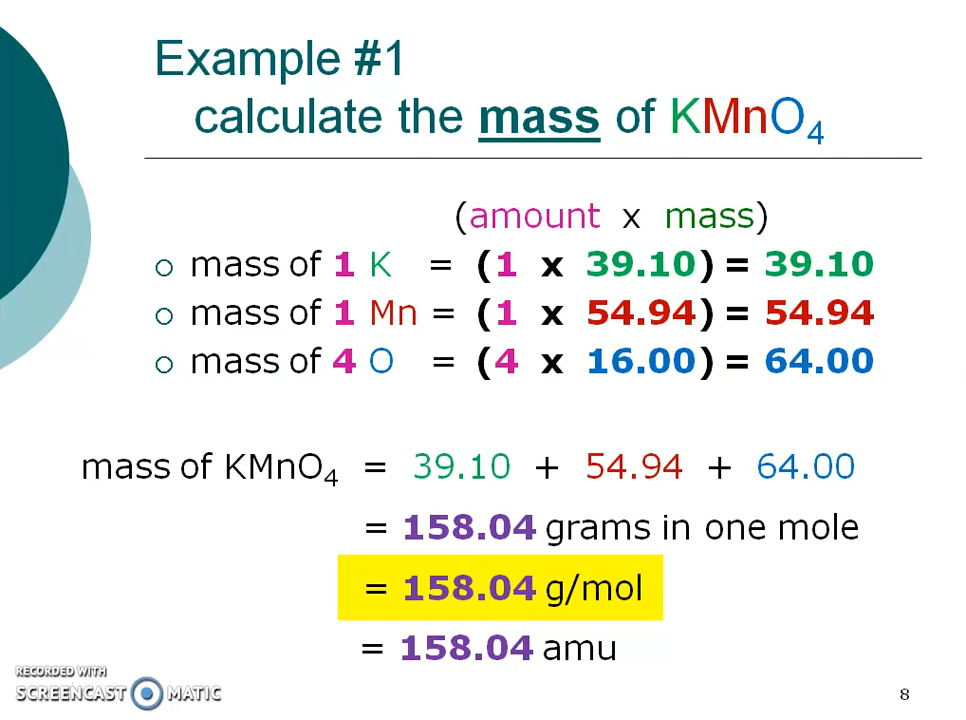 Example #1
calculate the mass of KMnO₄
(amount x mass)
mass of 1 K = (1 x 39.10) = 39.10
mass of 1 Mn = (1 x 54.94) = 54.94
mass of 4 O = (4 x 16.00) = 64.00
mass of KMnO₄ = 39.10 + 54.94 + 64.00
= 158.04 grams in one mole
= 158.04 g/mol
= 158.04 amu
RECORDED WITH
SCREENCAST MATIC
8